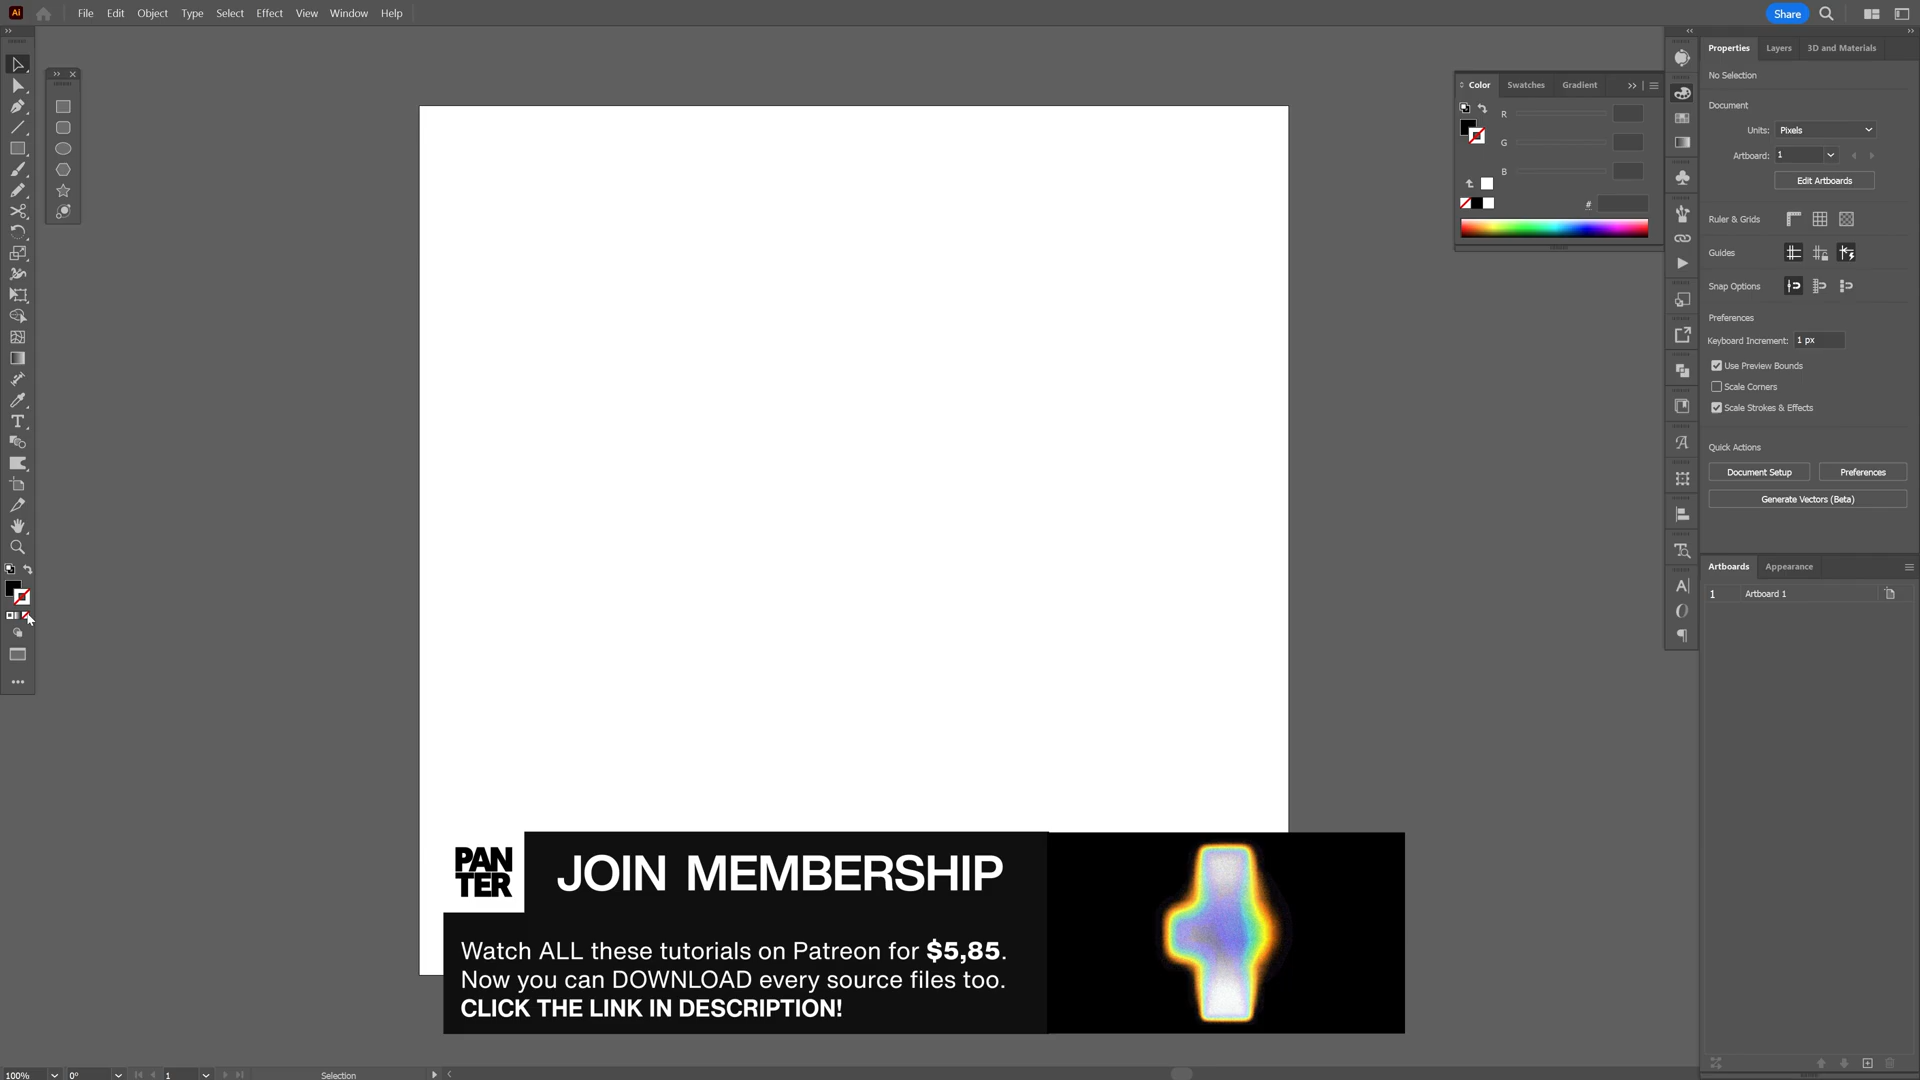 Ai File Edit Object Type Select Effect View Window Help
Share
Properties Layers 3D and Materials
No Selection
Document
Units: Pixels
Artboard: 1
Edit Artboards
Ruler & Grids
Guides
Snap Options
Preferences
Keyboard Increment: 1 px
Use Preview Bounds
Scale Corners
Scale Strokes & Effects
Quick Actions
Document Setup Preferences
Generate Vectors (Beta)
Color Swatches Gradient
R
G
B
#
Artboards Appearance
1 Artboard 1
PAN
TER
JOIN MEMBERSHIP
Watch ALL these tutorials on Patreon for $5,85.
Now you can DOWNLOAD every source files too.
CLICK THE LINK IN DESCRIPTION!
100% 0° 1 Selection